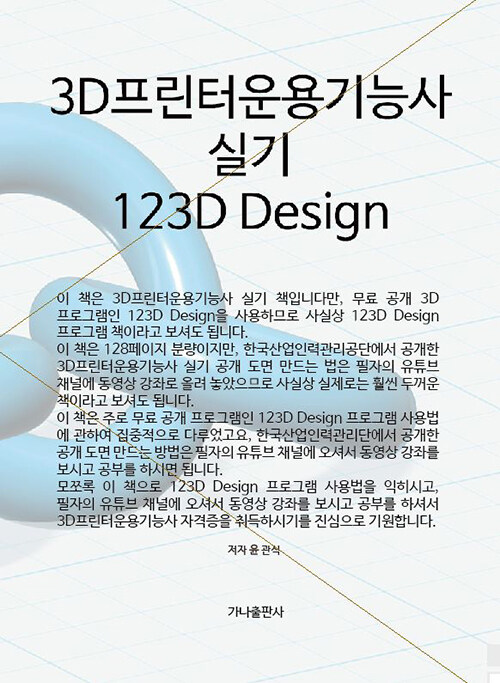 3D프린터운용기능사
실기
123D Design
이 책은 3D프린터운용기능사 실기 책입니다만, 무료 공개 3D
프로그램인 123D Design을 사용하므로 사실상 123D Design
프로그램 책이라고 보셔도 됩니다.
이 책은 128페이지 분량이지만, 한국산업인력관리공단에서 공개한
3D프린터운용기능사 실기 공개 도면 만드는 법은 필자의 유튜브
채널에 동영상 강좌로 올려 놓았으므로 사실상 실제로는 훨씬 두꺼운
책이라고 보셔도 됩니다.
이 책은 주로 무료 공개 프로그램인 123D Design 프로그램 사용법
에 관하여 집중적으로 다루었고요, 한국산업인력관리단에서 공개한
공개 도면 만드는 방법은 필자의 유튜브 채널에 오셔서 동영상 강좌를
보시고 공부를 하시면 됩니다.
모쪼록 이 책으로 123D Design 프로그램 사용법을 익히시고,
필자의 유튜브 채널에 오셔서 동영상 강좌를 보시고 공부를 하셔서
3D프린터운용기능사 자격증을 취득하시기를 진심으로 기원합니다.
저자 윤 관식
가나출판사